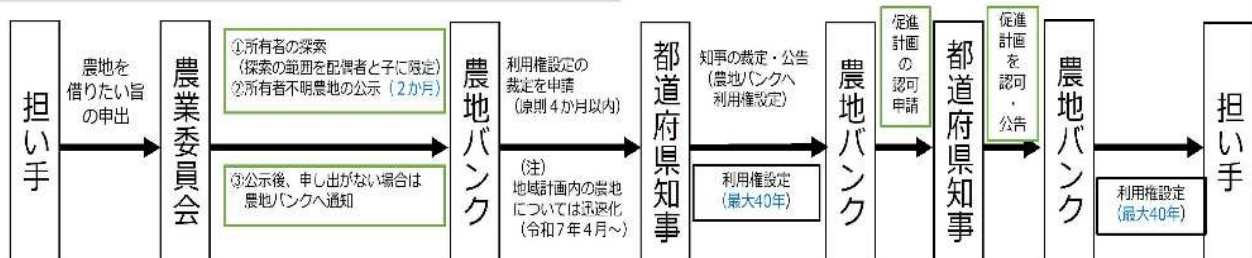 担い手
農地を
借りたい旨
の申出
農業委員会
①所有者の探索
(探索の範囲を配偶者と子に限定)
②所有者不明農地の公示(2か月)
③公示後、申し出がない場合は
農地バンクへ通知
農地バンク
利用権設定の
裁定を申請
(原則4か月以内)
(注)
地域計画内の農地
については迅速化
(令和7年4月～)
都道府県知事
知事の裁定・公告
(農地バンクへ
利用権設定)
利用権設定
(最大40年)
農地バンク
促進
計画
の
認可
申請
都道府県知事
促進
計画
を
認可
・
公告
農地バンク
利用権設定
(最大40年)
担い手